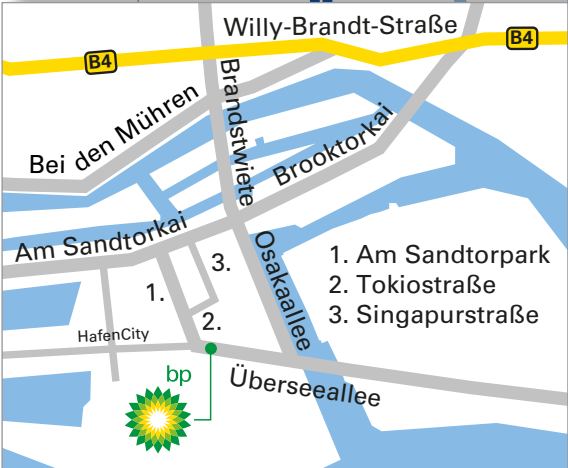 Willy-Brandt-Straße
B4
B4
Brandstwiete
Bei den Mühren
Brooktorkai
Am Sandtorkai
Osakaallee
3.
1. Am Sandtorpark
2. Tokiostraße
3. Singapurstraße
1.
2.
HafenCity
bp
Überseeallee